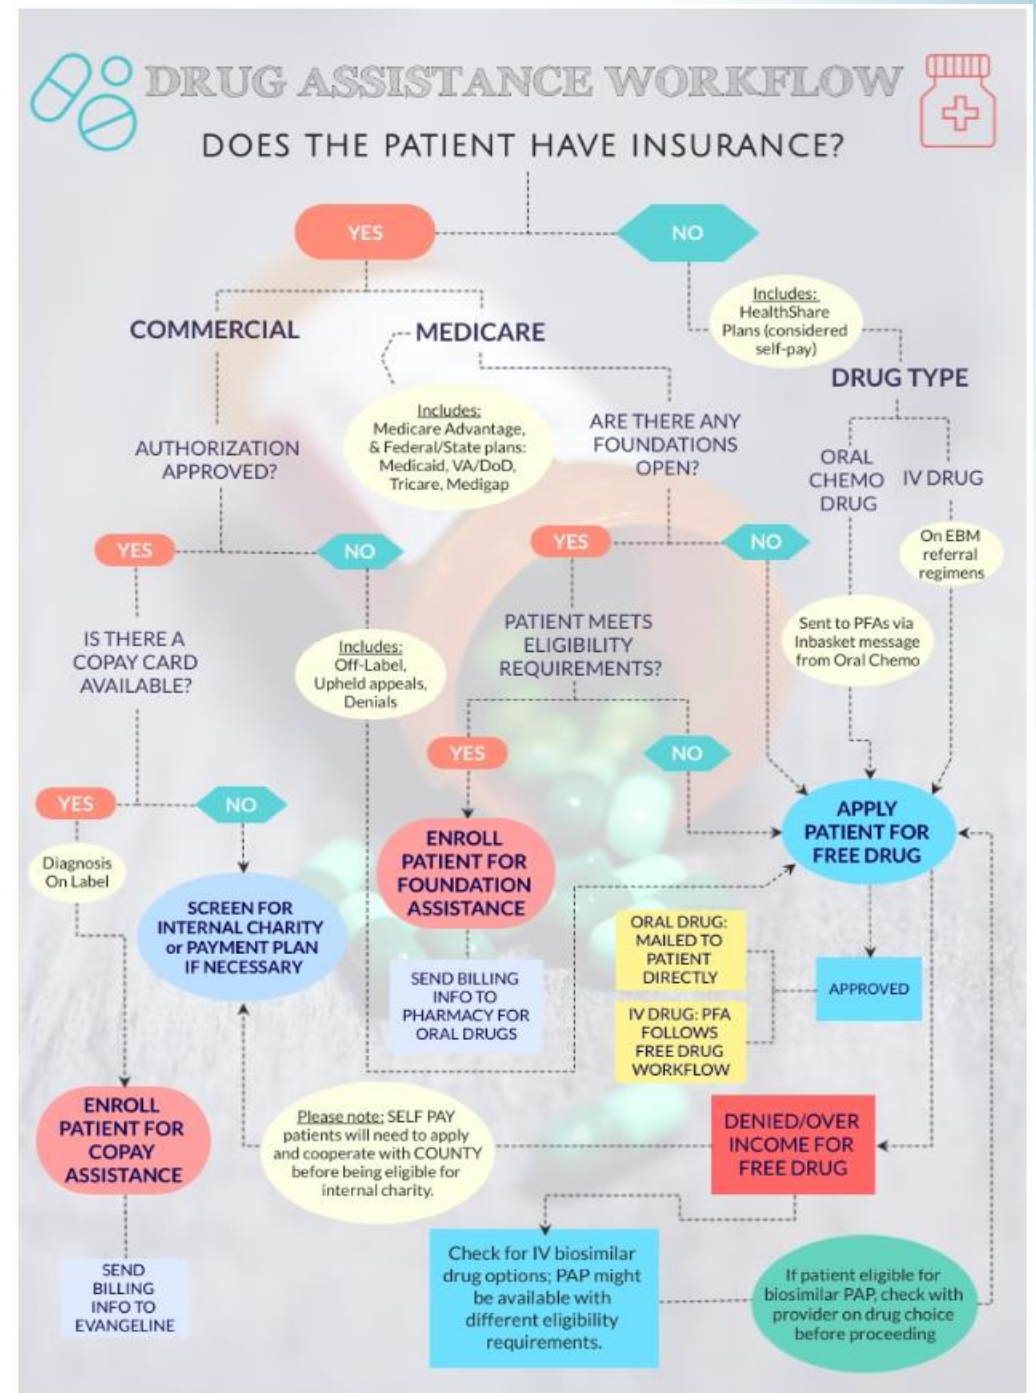 DRUG ASSISTANCE WORKFLOW
DOES THE PATIENT HAVE INSURANCE?
YES
NO
Includes:
HealthShare
Plans (considered
self-pay)
COMMERCIAL
MEDICARE
DRUG TYPE
Includes:
Medicare Advantage,
& Federal/State plans:
Medicaid, VA/DoD,
Tricare, Medigap
ARE THERE ANY
FOUNDATIONS
OPEN?
AUTHORIZATION
APPROVED?
ORAL
CHEMO
DRUG
IV DRUG
YES
NO
YES
NO
On EBM
referral
regimens
IS THERE A
COPAY CARD
AVAILABLE?
Includes:
Off-Label,
Upheld appeals,
Denials
PATIENT MEETS
ELIGIBILITY
REQUIREMENTS?
Sent to PFAs via
Inbasket message
from Oral Chemo
YES
NO
YES
NO
APPLY
PATIENT FOR
FREE DRUG
Diagnosis
On Label
ENROLL
PATIENT FOR
FOUNDATION
ASSISTANCE
SCREEN FOR
INTERNAL CHARITY
or PAYMENT PLAN
IF NECESSARY
ORAL DRUG:
MAILED TO
PATIENT
DIRECTLY
APPROVED
SEND BILLING
INFO TO
PHARMACY FOR
ORAL DRUGS
IV DRUG: PFA
FOLLOWS
FREE DRUG
WORKFLOW
ENROLL
PATIENT FOR
COPAY
ASSISTANCE
Please note: SELF PAY
patients will need to apply
and cooperate with COUNTY
before being eligible for
internal charity.
DENIED/OVER
INCOME FOR
FREE DRUG
SEND
BILLING
INFO TO
EVANGELINE
Check for IV biosimilar
drug options; PAP might
be available with
different eligibility
requirements.
If patient eligible for
biosimilar PAP, check with
provider on drug choice
before proceeding